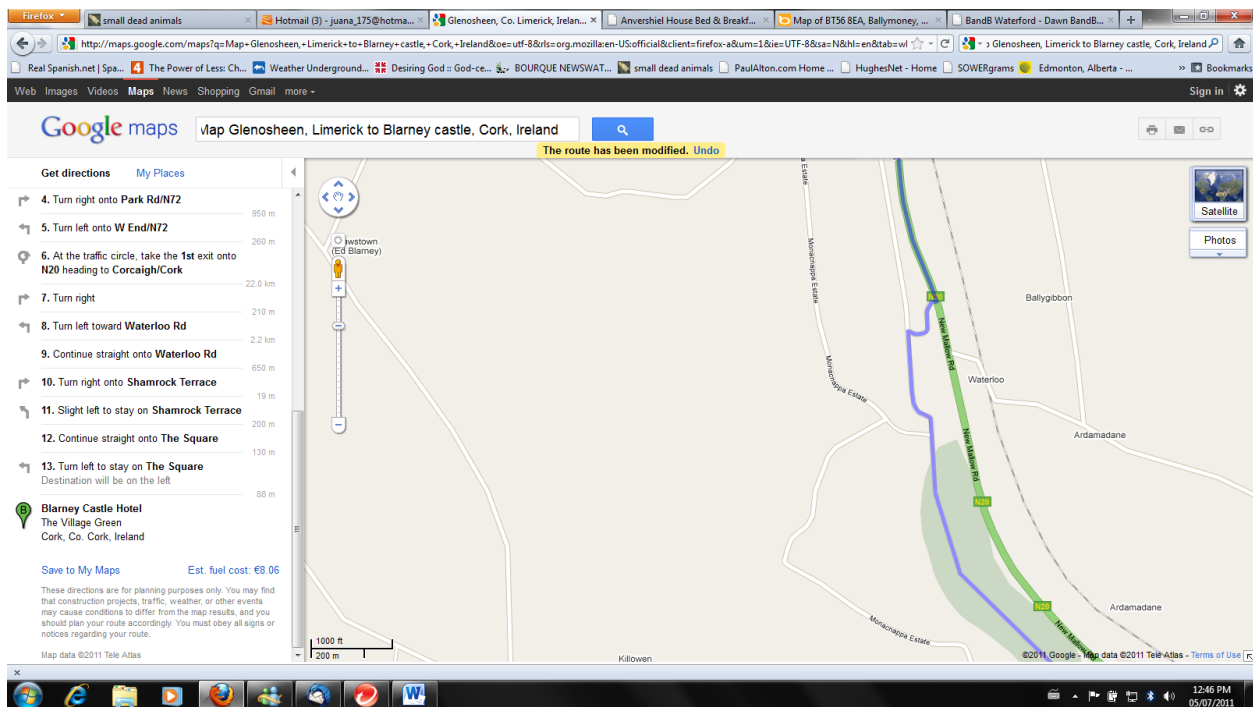 Firefox
small dead animals
Hotmail (3) - juana_175@hotma...
Glenosheen, Co. Limerick, Irelan...
Anvershiel House Bed & Breakf...
Map of BT56 8EA, Ballymoney, ...
BandB Waterford - Dawn BandB...
http://maps.google.com/maps?q=Map+Glenosheen,+Limerick+to+Blarney+castle,+Cork,+Ireland&oe=utf-8&rls=org.mozilla:en-US:official&client=firefox-a&um=1&ie=UTF-8&sa=N&hl=en&tab=wl
Glenosheen, Limerick to Blarney castle, Cork, Ireland
Real Spanish.net | Spa...
The Power of Less: Ch...
Weather Underground...
Desiring God :: God-ce...
BOURQUE NEWSWAT...
small dead animals
PaulAlton.com Home ...
HughesNet - Home
SOWERgrams
Edmonton, Alberta - ...
Bookmarks
Web Images Videos Maps News Shopping Gmail more
Sign in
Google maps
Map Glenosheen, Limerick to Blarney castle, Cork, Ireland
The route has been modified. Undo
Get directions My Places
4. Turn right onto Park Rd/N72
950 m
5. Turn left onto W End/N72
260 m
6. At the traffic circle, take the 1st exit onto
N20 heading to Corcaigh/Cork
22.0 km
7. Turn right
210 m
8. Turn left toward Waterloo Rd
2.2 km
9. Continue straight onto Waterloo Rd
650 m
10. Turn right onto Shamrock Terrace
19 m
11. Slight left to stay on Shamrock Terrace
200 m
12. Continue straight onto The Square
130 m
13. Turn left to stay on The Square
Destination will be on the left
88 m
B
Blarney Castle Hotel
The Village Green
Cork, Co. Cork, Ireland
Save to My Maps
Est. fuel cost: €8.06
These directions are for planning purposes only. You may find
that construction projects, traffic, weather, or other events
may cause conditions to differ from the map results, and you
should plan your route accordingly. You must obey all signs or
notices regarding your route.
Map data ©2011 Tele Atlas
(Ed Blarney)
Monacnappa Estate
Monacnappa Estate
Monacnappa Estate
New Mallow Rd
New Mallow Rd
New Mallow
N20
N20
Ballygibbon
Waterloo
Ardamadane
Ardamadane
Killowen
Satellite
Photos
1000 ft
200 m
©2011 Google - Map data ©2011 Tele Atlas - Terms of Use
12:46 PM
05/07/2011